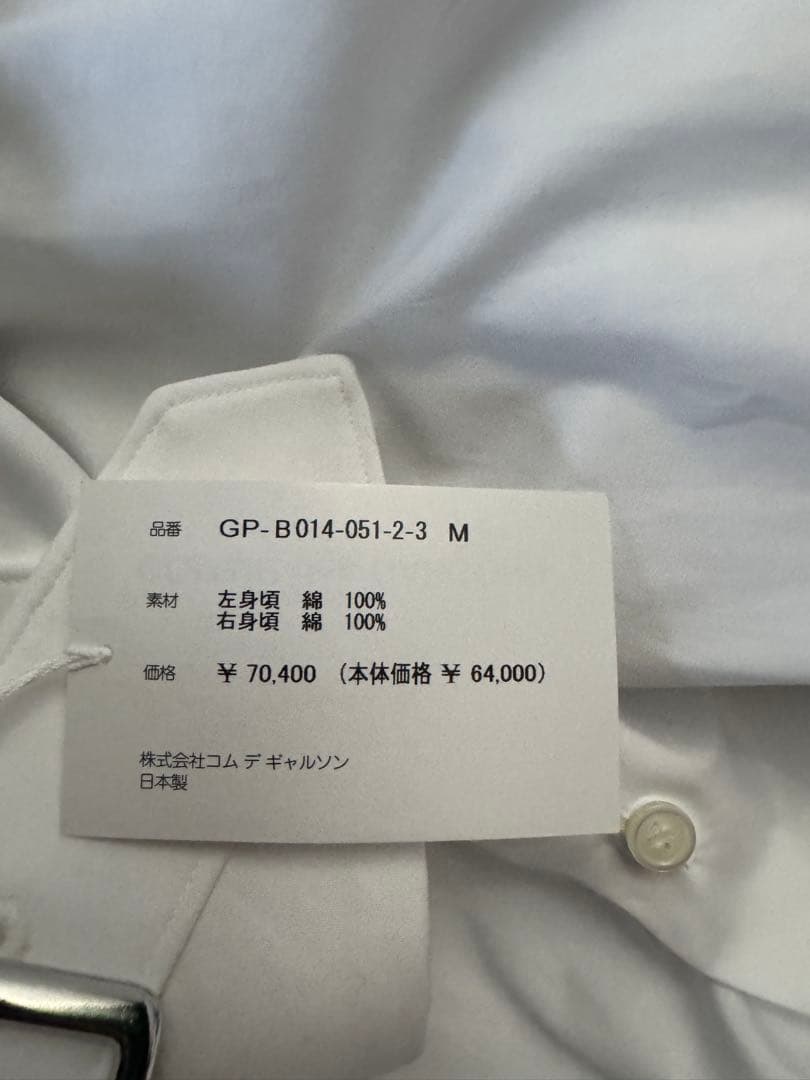 品番 GP-B014-051-2-3 M
素材 左身頃 綿 100%
右身頃 綿 100%
価格 ￥ 70,400 （本体価格 ￥ 64,000）
株式会社コム デ ギャルソン
日本製